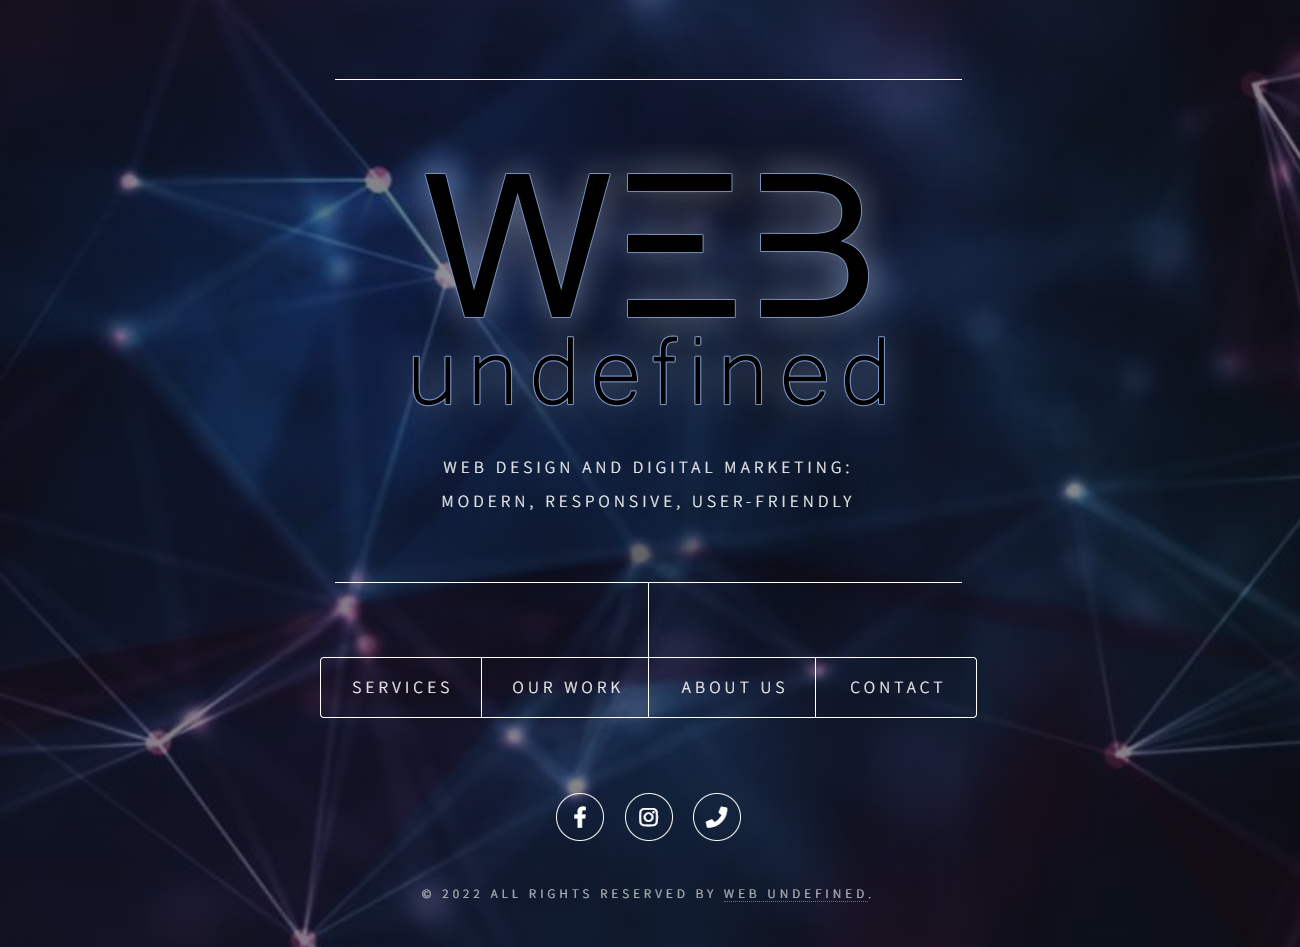 WEB
undefined
WEB DESIGN AND DIGITAL MARKETING:
MODERN, RESPONSIVE, USER-FRIENDLY
SERVICES OUR WORK ABOUT US CONTACT
© 2022 ALL RIGHTS RESERVED BY WEB UNDEFINED.